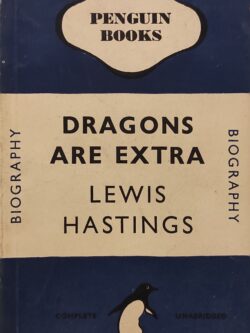 PENGUIN
BOOKS
BIOGRAPHY
DRAGONS
ARE EXTRA
LEWIS
HASTINGS
BIOGRAPHY
COMPLETE UNABRIDGED